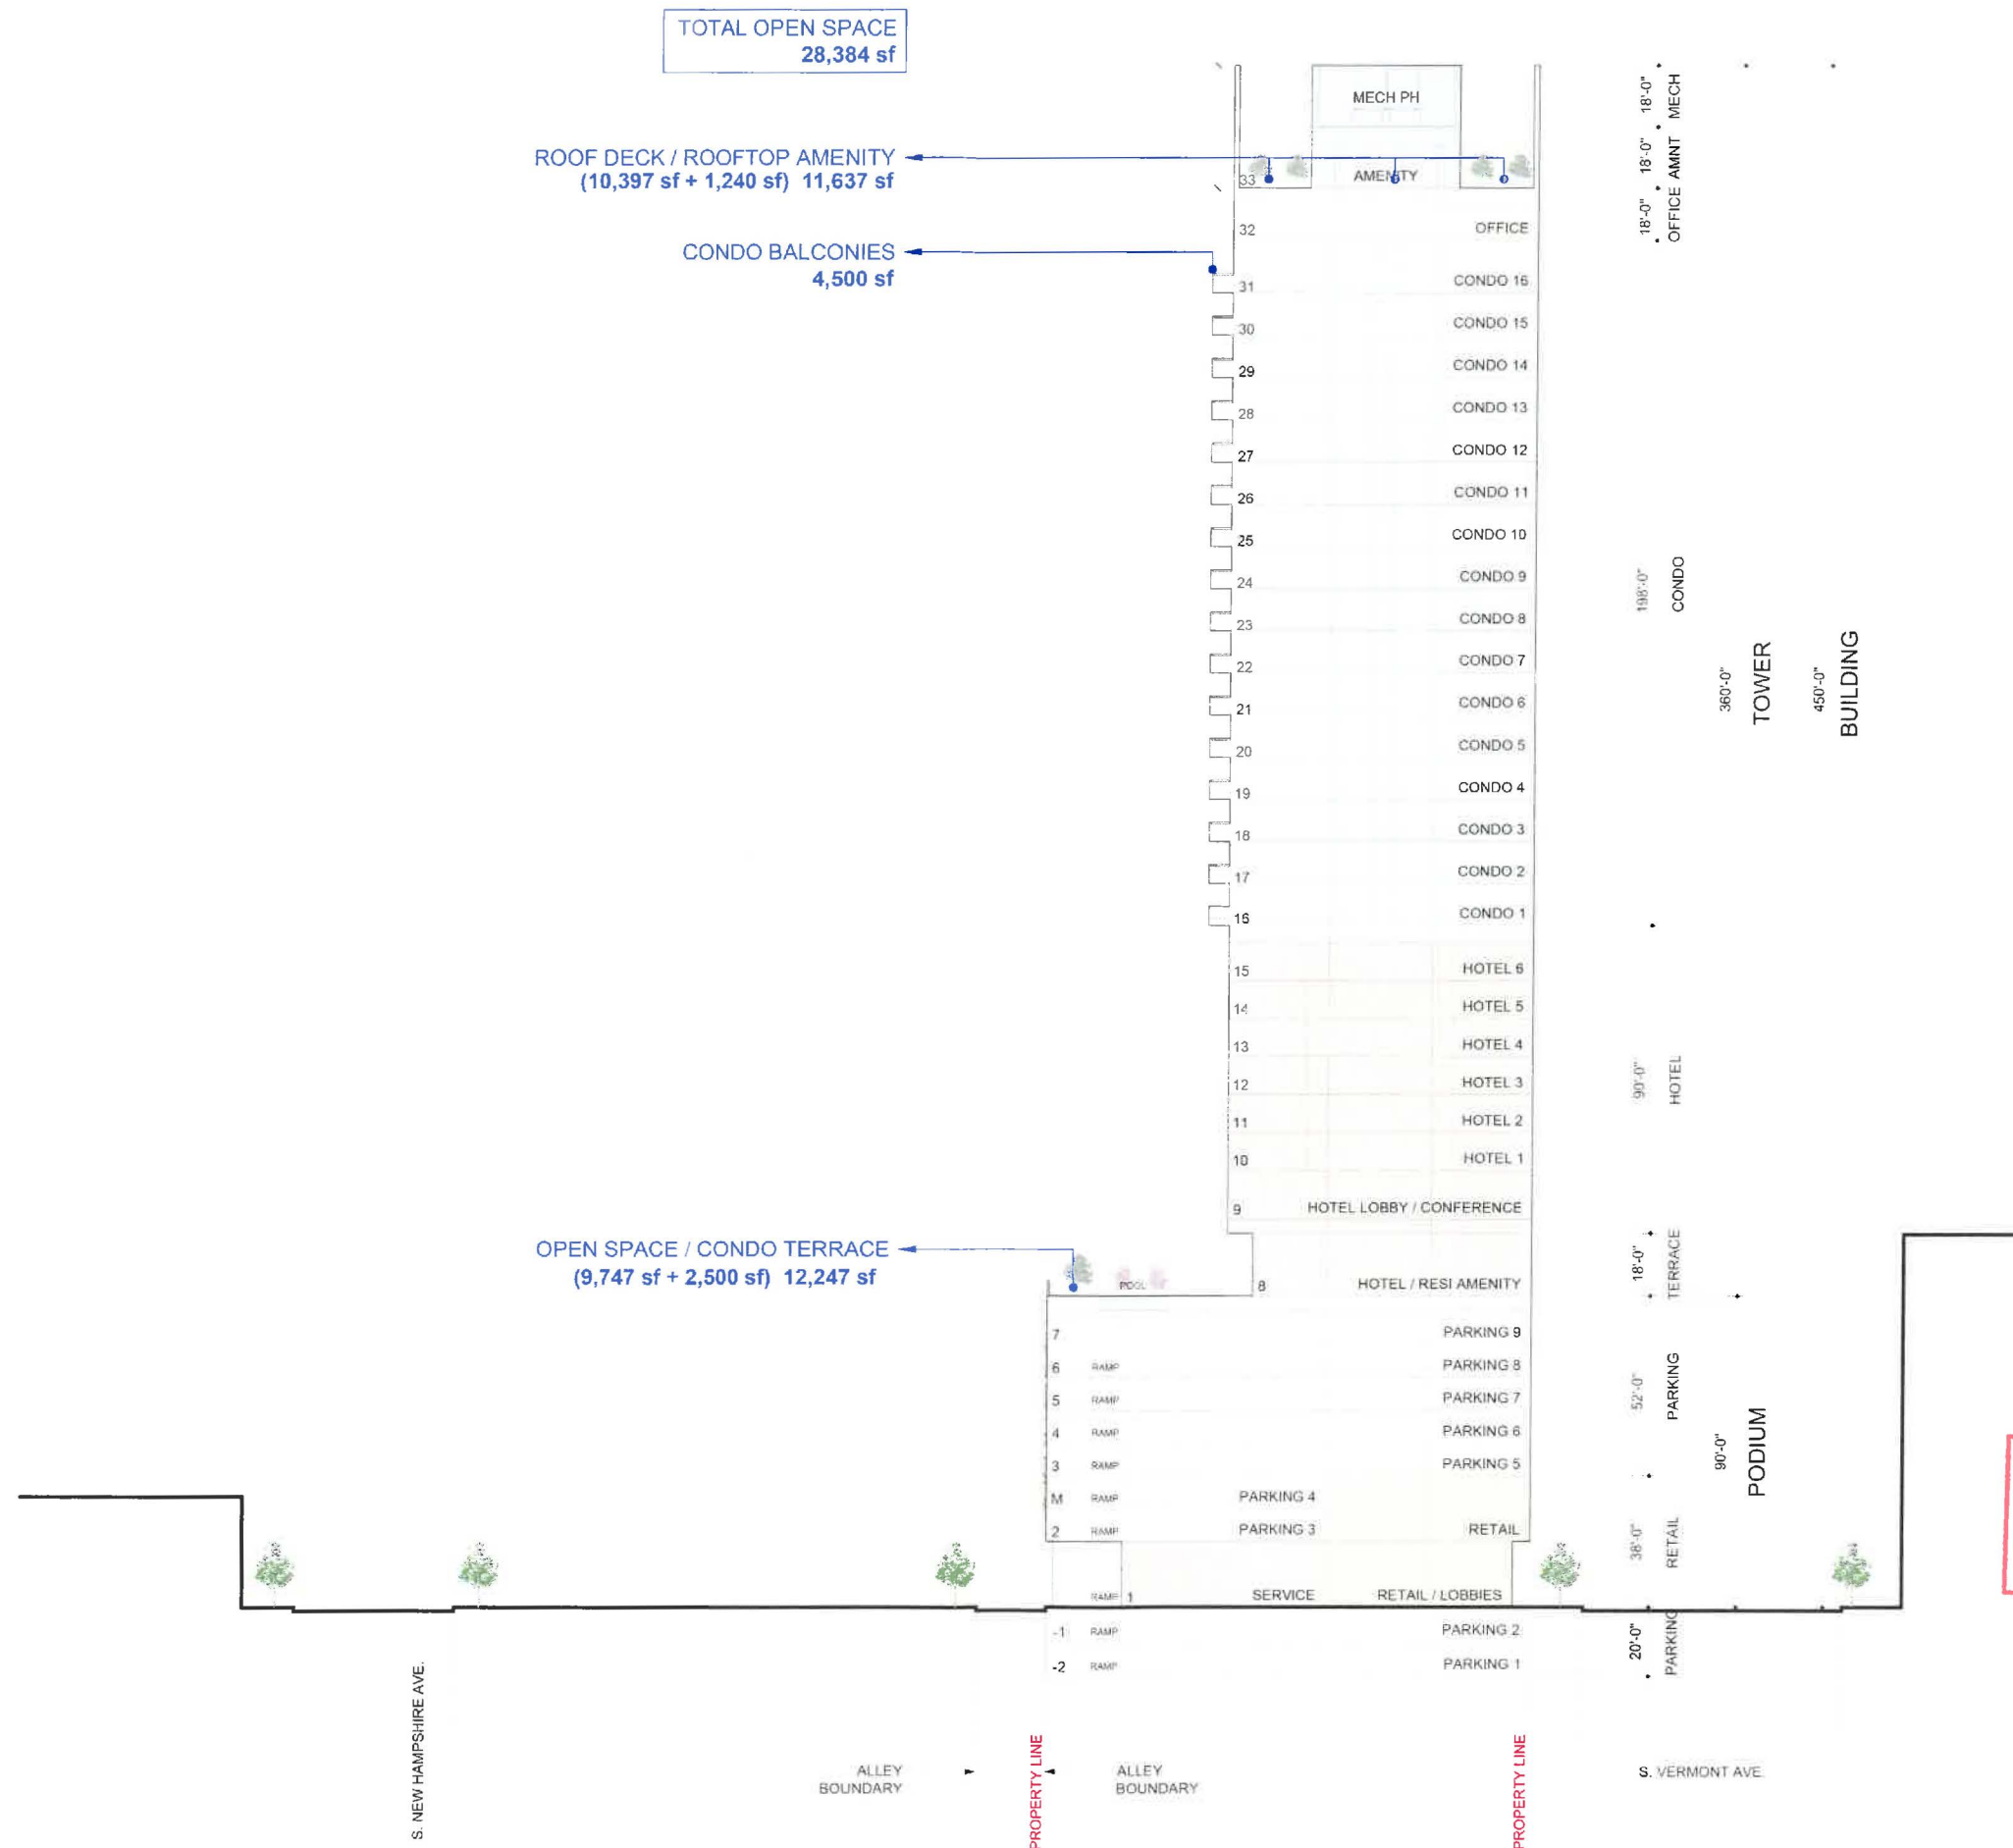 TOTAL OPEN SPACE
28,384 sf
ROOF DECK / ROOFTOP AMENITY
(10,397 sf + 1,240 sf) 11,637 sf
CONDO BALCONIES
4,500 sf
OPEN SPACE / CONDO TERRACE
(9,747 sf + 2,500 sf) 12,247 sf
MECH PH
33 AMENITY
32 OFFICE
31 CONDO 16
30 CONDO 15
29 CONDO 14
28 CONDO 13
27 CONDO 12
26 CONDO 11
25 CONDO 10
24 CONDO 9
23 CONDO 8
22 CONDO 7
21 CONDO 6
20 CONDO 5
19 CONDO 4
18 CONDO 3
17 CONDO 2
16 CONDO 1
15 HOTEL 6
14 HOTEL 5
13 HOTEL 4
12 HOTEL 3
11 HOTEL 2
10 HOTEL 1
9 HOTEL LOBBY / CONFERENCE
POOL 8 HOTEL / RESI AMENITY
7 PARKING 9
6 RAMP PARKING 8
5 RAMP PARKING 7
4 RAMP PARKING 6
3 RAMP PARKING 5
M RAMP PARKING 4
2 RAMP PARKING 3 RETAIL
RAMP 1 SERVICE RETAIL / LOBBIES
-1 RAMP PARKING 2
-2 RAMP PARKING 1
18'-0" 18'-0" 18'-0"
OFFICE AMNT MECH
198'-0"
CONDO
360'-0"
TOWER
450'-0"
BUILDING
90'-0"
HOTEL
18'-0"
TERRACE
52'-0"
PARKING
90'-0"
PODIUM
38'-0"
RETAIL
20'-0"
PARKING
S. NEW HAMPSHIRE AVE.
ALLEY
BOUNDARY
PROPERTY LINE
ALLEY
BOUNDARY
PROPERTY LINE
S. VERMONT AVE.